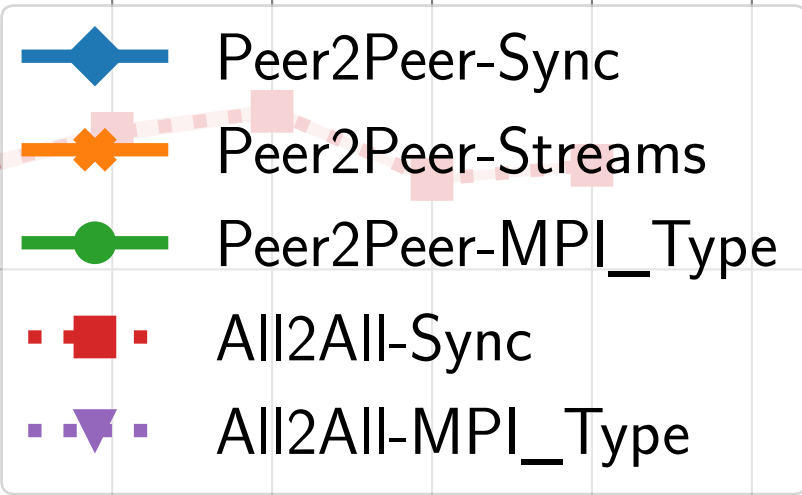 Peer2Peer-Sync
Peer2Peer-Streams
Peer2Peer-MPI_Type
All2All-Sync
All2All-MPI_Type